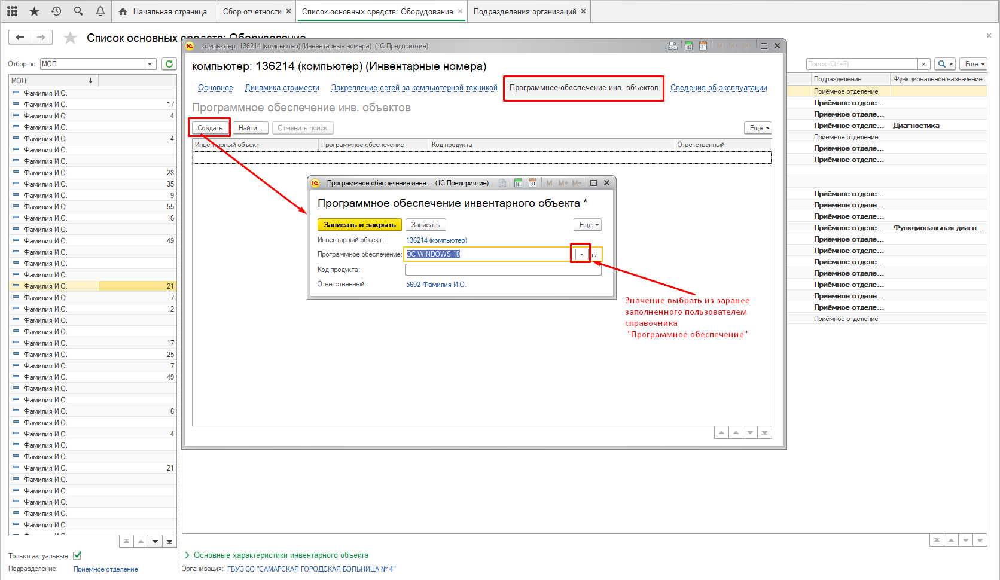 Начальная страница
Сбор отчетности ×
Список основных средств: Оборудование ×
Подразделения организаций ×
Список основных средств: Оборудование
Отбор по: МОЛ
МОЛ ↓
Фамилия И.О.
Фамилия И.О. 17
Фамилия И.О. 4
Фамилия И.О.
Фамилия И.О. 4
Фамилия И.О.
Фамилия И.О.
Фамилия И.О. 28
Фамилия И.О. 35
Фамилия И.О. 9
Фамилия И.О. 55
Фамилия И.О. 16
Фамилия И.О.
Фамилия И.О. 49
Фамилия И.О.
Фамилия И.О.
Фамилия И.О.
Фамилия И.О. 21
Фамилия И.О. 7
Фамилия И.О. 12
Фамилия И.О.
Фамилия И.О.
Фамилия И.О. 17
Фамилия И.О. 25
Фамилия И.О. 7
Фамилия И.О. 49
Фамилия И.О.
Фамилия И.О.
Фамилия И.О. 6
Фамилия И.О.
Фамилия И.О. 4
Фамилия И.О.
Фамилия И.О.
Фамилия И.О. 21
Фамилия И.О.
Фамилия И.О.
Фамилия И.О.
Фамилия И.О.
Фамилия И.О.
Только актуальные:
Подразделение: Приёмное отделение
компьютер: 136214 (компьютер) (Инвентарные номера) (1С:Предприятие)
M M+ M-
компьютер: 136214 (компьютер) (Инвентарные номера)
Основное Динамика стоимости Закрепление сетей за компьютерной техникой Программное обеспечение инв. объектов Сведения об эксплуатации
Программное обеспечение инв. объектов
Создать Найти... Отменить поиск Еще
Инвентарный объект Программное обеспечение Код продукта Ответственный
Программное обеспечение инве... (1С:Предприятие) 31 M M+ M-
Программное обеспечение инвентарного объекта *
Записать и закрыть Записать Еще
Инвентарный объект: 136214 (компьютер)
Программное обеспечение: ОС WINDOWS 10
Код продукта:
Ответственный: 5602 Фамилия И.О.
Значение выбрать из заранее
заполненного пользователем
справочника
"Программное обеспечение"
Поиск (Ctrl+F) × Еще
Подразделение Функциональное назначение
Приёмное отделение
Приёмное отделе...
Приёмное отделе...
Приёмное отделе... Диагностика
Приёмное отделение
Приёмное отделе...
Приёмное отделе...
Приёмное отделе...
Приёмное отделе...
Приёмное отделе...
Приёмное отделе... Функциональная диагн...
Приёмное отделе...
Приёмное отделе...
Приёмное отделе...
Приёмное отделе...
Приёмное отделе...
Приёмное отделе...
Приёмное отделе...
Приёмное отделение
Основные характеристики инвентарного объекта
Организация: ГБУЗ СО "САМАРСКАЯ ГОРОДСКАЯ БОЛЬНИЦА № 4"